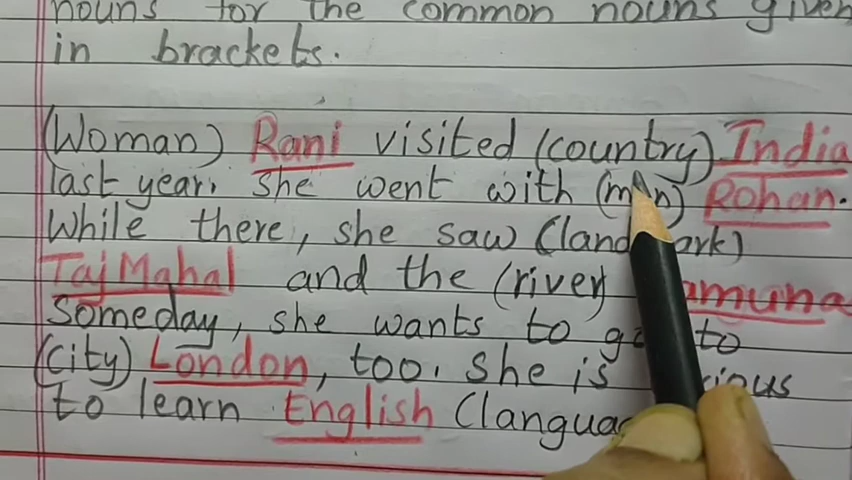 nouns for the common nouns given
in brackets.
(Woman) Rani visited (country) India
last year. She went with (man) Rohan.
While there, she saw (landmark)
Taj Mahal and the (river)
Someday, she wants to go to
(city) London, too. She is
to learn English